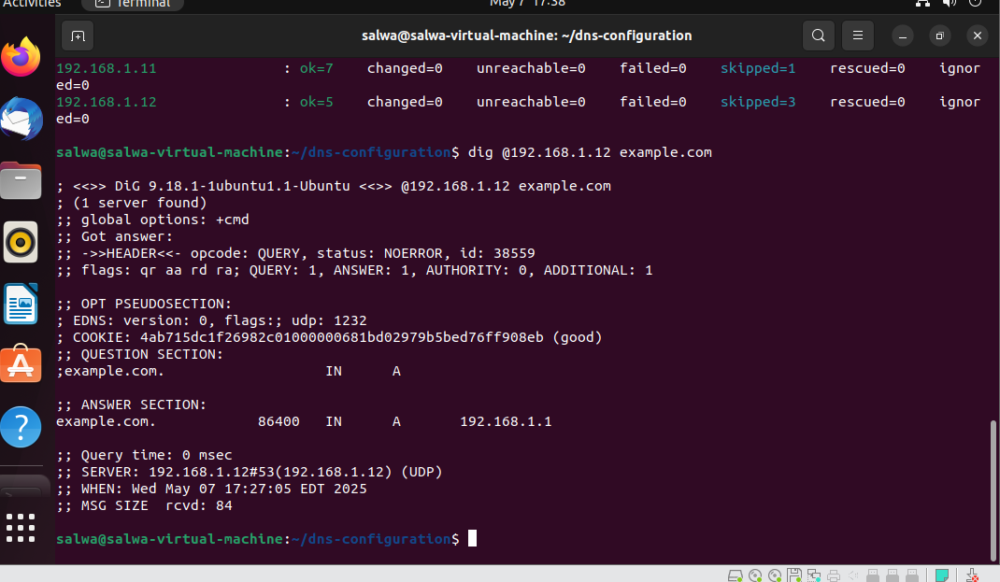 Activities Terminal May 7 17:38
salwa@salwa-virtual-machine: ~/dns-configuration
192.168.1.11 : ok=7 changed=0 unreachable=0 failed=0 skipped=1 rescued=0 ignor
ed=0
192.168.1.12 : ok=5 changed=0 unreachable=0 failed=0 skipped=3 rescued=0 ignor
ed=0
salwa@salwa-virtual-machine:~/dns-configuration$ dig @192.168.1.12 example.com
; <<>> DiG 9.18.1-1ubuntu1.1-Ubuntu <<>> @192.168.1.12 example.com
; (1 server found)
;; global options: +cmd
;; Got answer:
;; ->>HEADER<<- opcode: QUERY, status: NOERROR, id: 38559
;; flags: qr aa rd ra; QUERY: 1, ANSWER: 1, AUTHORITY: 0, ADDITIONAL: 1
;; OPT PSEUDOSECTION:
; EDNS: version: 0, flags:; udp: 1232
; COOKIE: 4ab715dc1f26982c01000000681bd02979b5bed76ff908eb (good)
;; QUESTION SECTION:
;example.com. IN A
;; ANSWER SECTION:
example.com. 86400 IN A 192.168.1.1
;; Query time: 0 msec
;; SERVER: 192.168.1.12#53(192.168.1.12) (UDP)
;; WHEN: Wed May 07 17:27:05 EDT 2025
;; MSG SIZE rcvd: 84
salwa@salwa-virtual-machine:~/dns-configuration$